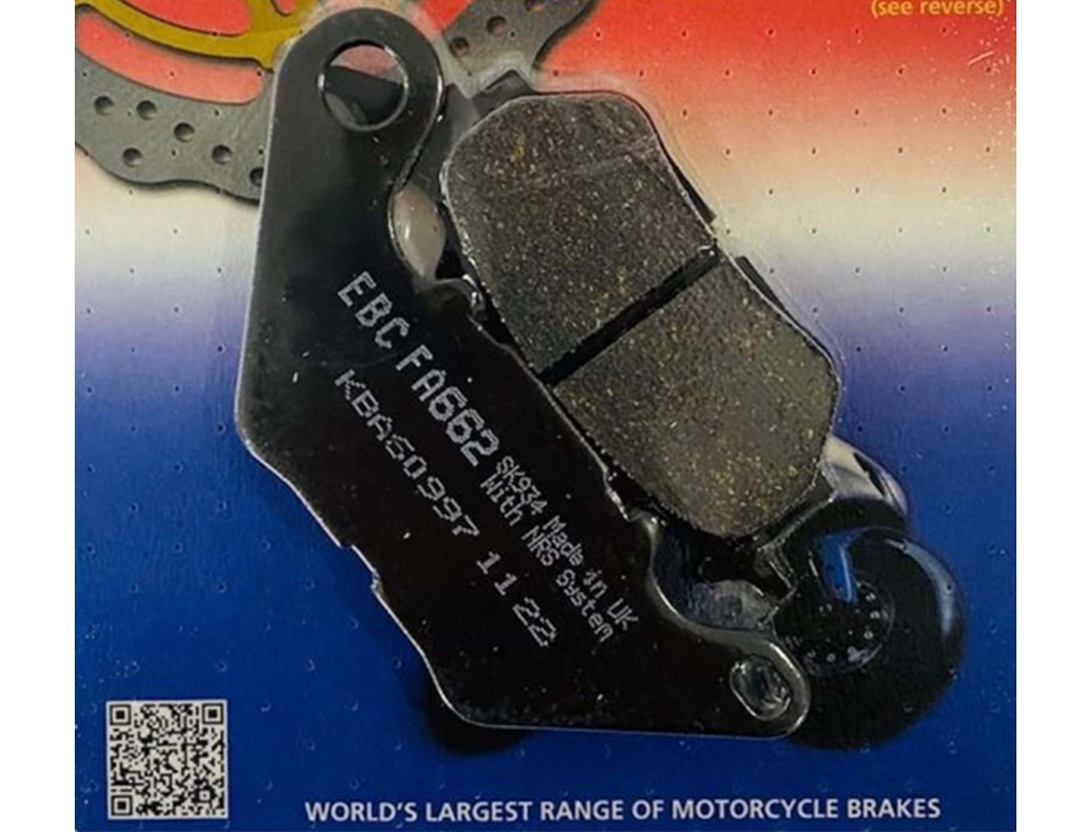 (see reverse)
EBC FA662
SK934 Made in UK
With NRS System
KBA60997 11 22
WORLD'S LARGEST RANGE OF MOTORCYCLE BRAKES